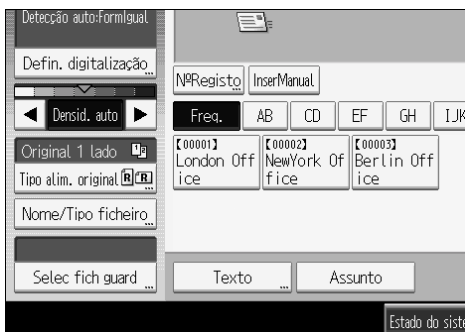 Detecção auto:FormIgual
Defin. digitalização
Densid. auto
Original 1 lado
Tipo alim. original
Nome/Tipo ficheiro
Selec fich guard
NºRegisto
InserManual
Freq.
AB
CD
EF
GH
IJK
【00001】
London Off
ice
【00002】
NewYork Of
fice
【00003】
Berlin Off
ice
Texto
Assunto
Estado do siste